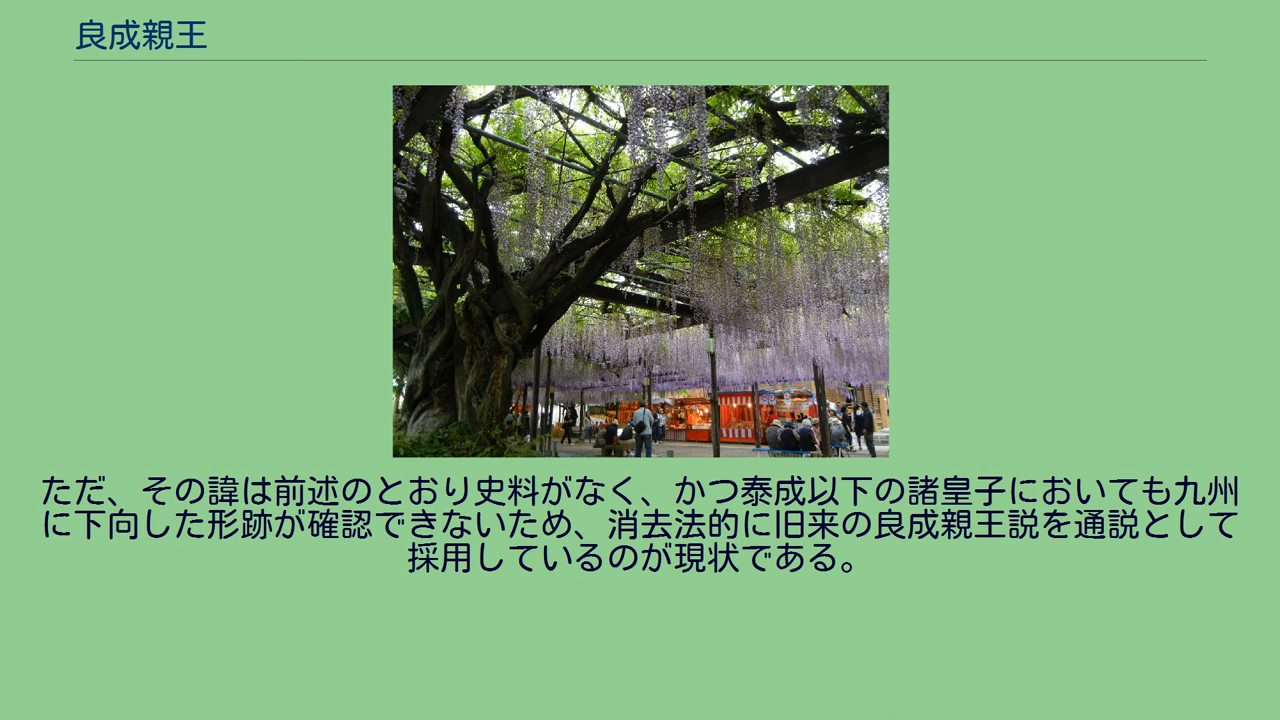 良成親王
ただ、その諱は前述のとおり史料がなく、かつ泰成以下の諸皇子においても九州
に下向した形跡が確認できないため、消去法的に旧来の良成親王説を通説として
採用しているのが現状である。